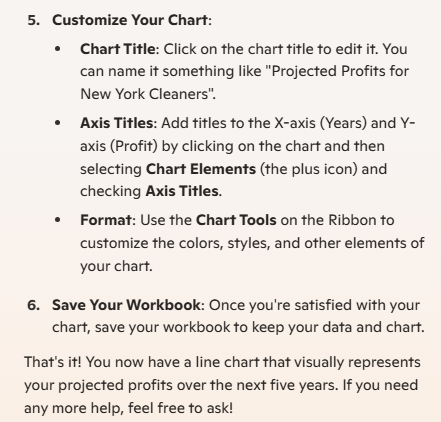 5. Customize Your Chart:
• Chart Title: Click on the chart title to edit it. You
can name it something like "Projected Profits for
New York Cleaners".
• Axis Titles: Add titles to the X-axis (Years) and Y-
axis (Profit) by clicking on the chart and then
selecting Chart Elements (the plus icon) and
checking Axis Titles.
• Format: Use the Chart Tools on the Ribbon to
customize the colors, styles, and other elements of
your chart.
6. Save Your Workbook: Once you're satisfied with your
chart, save your workbook to keep your data and chart.
That's it! You now have a line chart that visually represents
your projected profits over the next five years. If you need
any more help, feel free to ask!